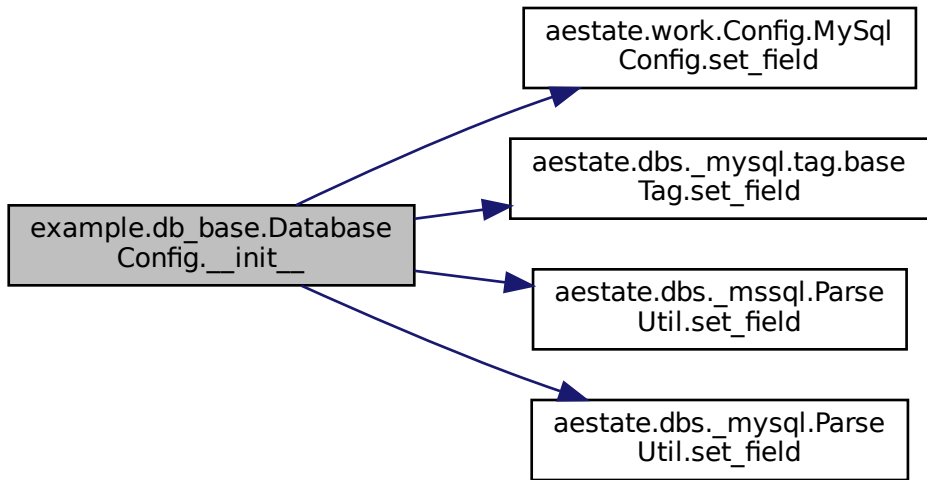 aestate.work.Config.MySql
Config.set_field
aestate.dbs._mysql.tag.base
Tag.set_field
example.db_base.Database
Config.__init__
aestate.dbs._mssql.Parse
Util.set_field
aestate.dbs._mysql.Parse
Util.set_field